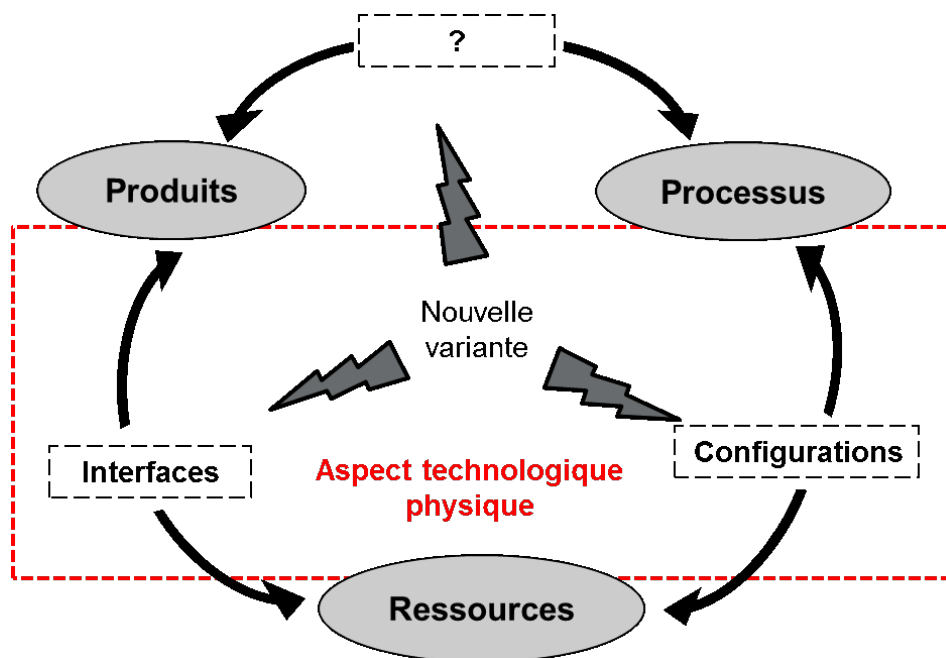 ?
Produits
Processus
Nouvelle
variante
Interfaces
Configurations
Aspect technologique
physique
Ressources